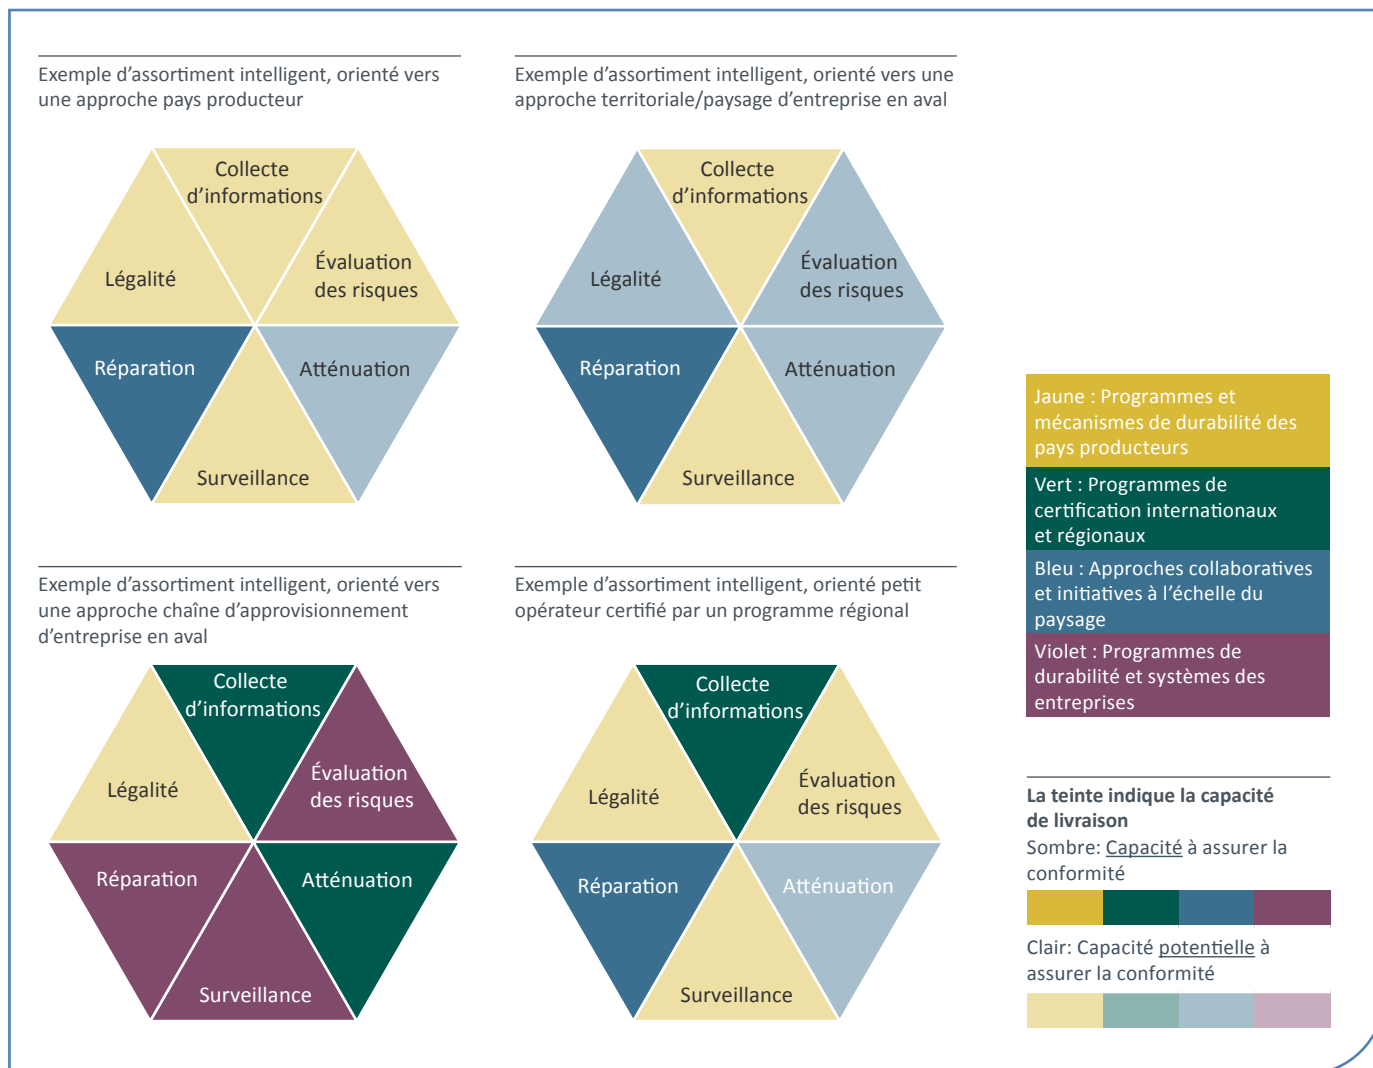 Exemple d’assortiment intelligent, orienté vers
une approche pays producteur
Collecte
d’informations
Légalité
Évaluation
des risques
Réparation
Atténuation
Surveillance
Exemple d’assortiment intelligent, orienté vers une
approche territoriale/paysage d’entreprise en aval
Collecte
d’informations
Légalité
Évaluation
des risques
Réparation
Atténuation
Surveillance
Exemple d’assortiment intelligent, orienté vers
une approche chaîne d’approvisionnement
d’entreprise en aval
Collecte
d’informations
Légalité
Évaluation
des risques
Réparation
Atténuation
Surveillance
Exemple d’assortiment intelligent, orienté petit
opérateur certifié par un programme régional
Collecte
d’informations
Légalité
Évaluation
des risques
Réparation
Atténuation
Surveillance
Jaune : Programmes et
mécanismes de durabilité des
pays producteurs
Vert : Programmes de
certification internationaux
et régionaux
Bleu : Approches collaboratives
et initiatives à l’échelle du
paysage
Violet : Programmes de
durabilité et systèmes des
entreprises
La teinte indique la capacité
de livraison
Sombre: Capacité à assurer la
conformité
Clair: Capacité potentielle à
assurer la conformité